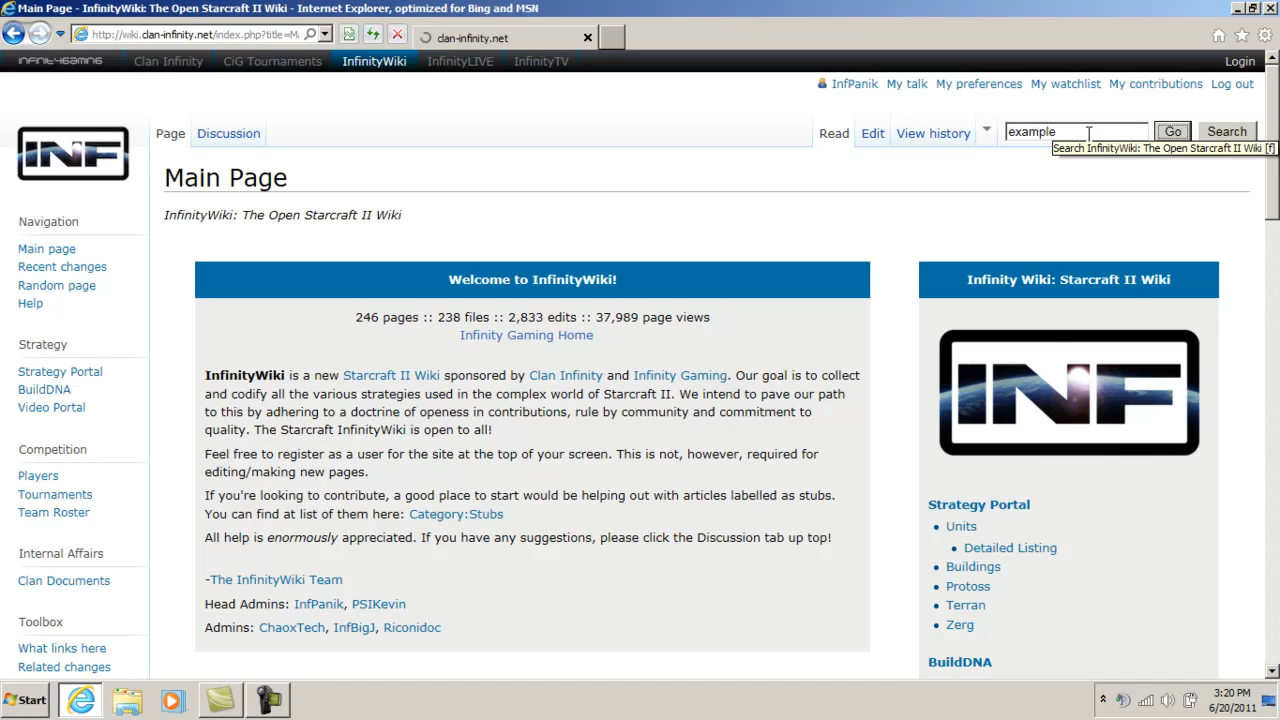 Main Page - InfinityWiki: The Open Starcraft II Wiki - Internet Explorer, optimized for Bing and MSN
http://wiki.clan-infinity.net/index.php?title=Ma
clan-infinity.net
INFINITYGAMING Clan Infinity CiG Tournaments InfinityWiki InfinityLIVE InfinityTV Login
InfPanik My talk My preferences My watchlist My contributions Log out
Page Discussion Read Edit View history example Go Search
Search InfinityWiki: The Open Starcraft II Wiki [f]
INF
Main Page
InfinityWiki: The Open Starcraft II Wiki
Navigation
Main page
Recent changes
Random page
Help
Strategy
Strategy Portal
BuildDNA
Video Portal
Competition
Players
Tournaments
Team Roster
Internal Affairs
Clan Documents
Toolbox
What links here
Related changes
Welcome to InfinityWiki!
246 pages :: 238 files :: 2,833 edits :: 37,989 page views
Infinity Gaming Home
InfinityWiki is a new Starcraft II Wiki sponsored by Clan Infinity and Infinity Gaming. Our goal is to collect
and codify all the various strategies used in the complex world of Starcraft II. We intend to pave our path
to this by adhering to a doctrine of openess in contributions, rule by community and commitment to
quality. The Starcraft InfinityWiki is open to all!
Feel free to register as a user for the site at the top of your screen. This is not, however, required for
editing/making new pages.
If you're looking to contribute, a good place to start would be helping out with articles labelled as stubs.
You can find at list of them here: Category:Stubs
All help is enormously appreciated. If you have any suggestions, please click the Discussion tab up top!
-The InfinityWiki Team
Head Admins: InfPanik, PSIKevin
Admins: ChaoxTech, InfBigJ, Riconidoc
Infinity Wiki: Starcraft II Wiki
INF
Strategy Portal
Units
Detailed Listing
Buildings
Protoss
Terran
Zerg
BuildDNA
Start
3:20 PM
6/20/2011